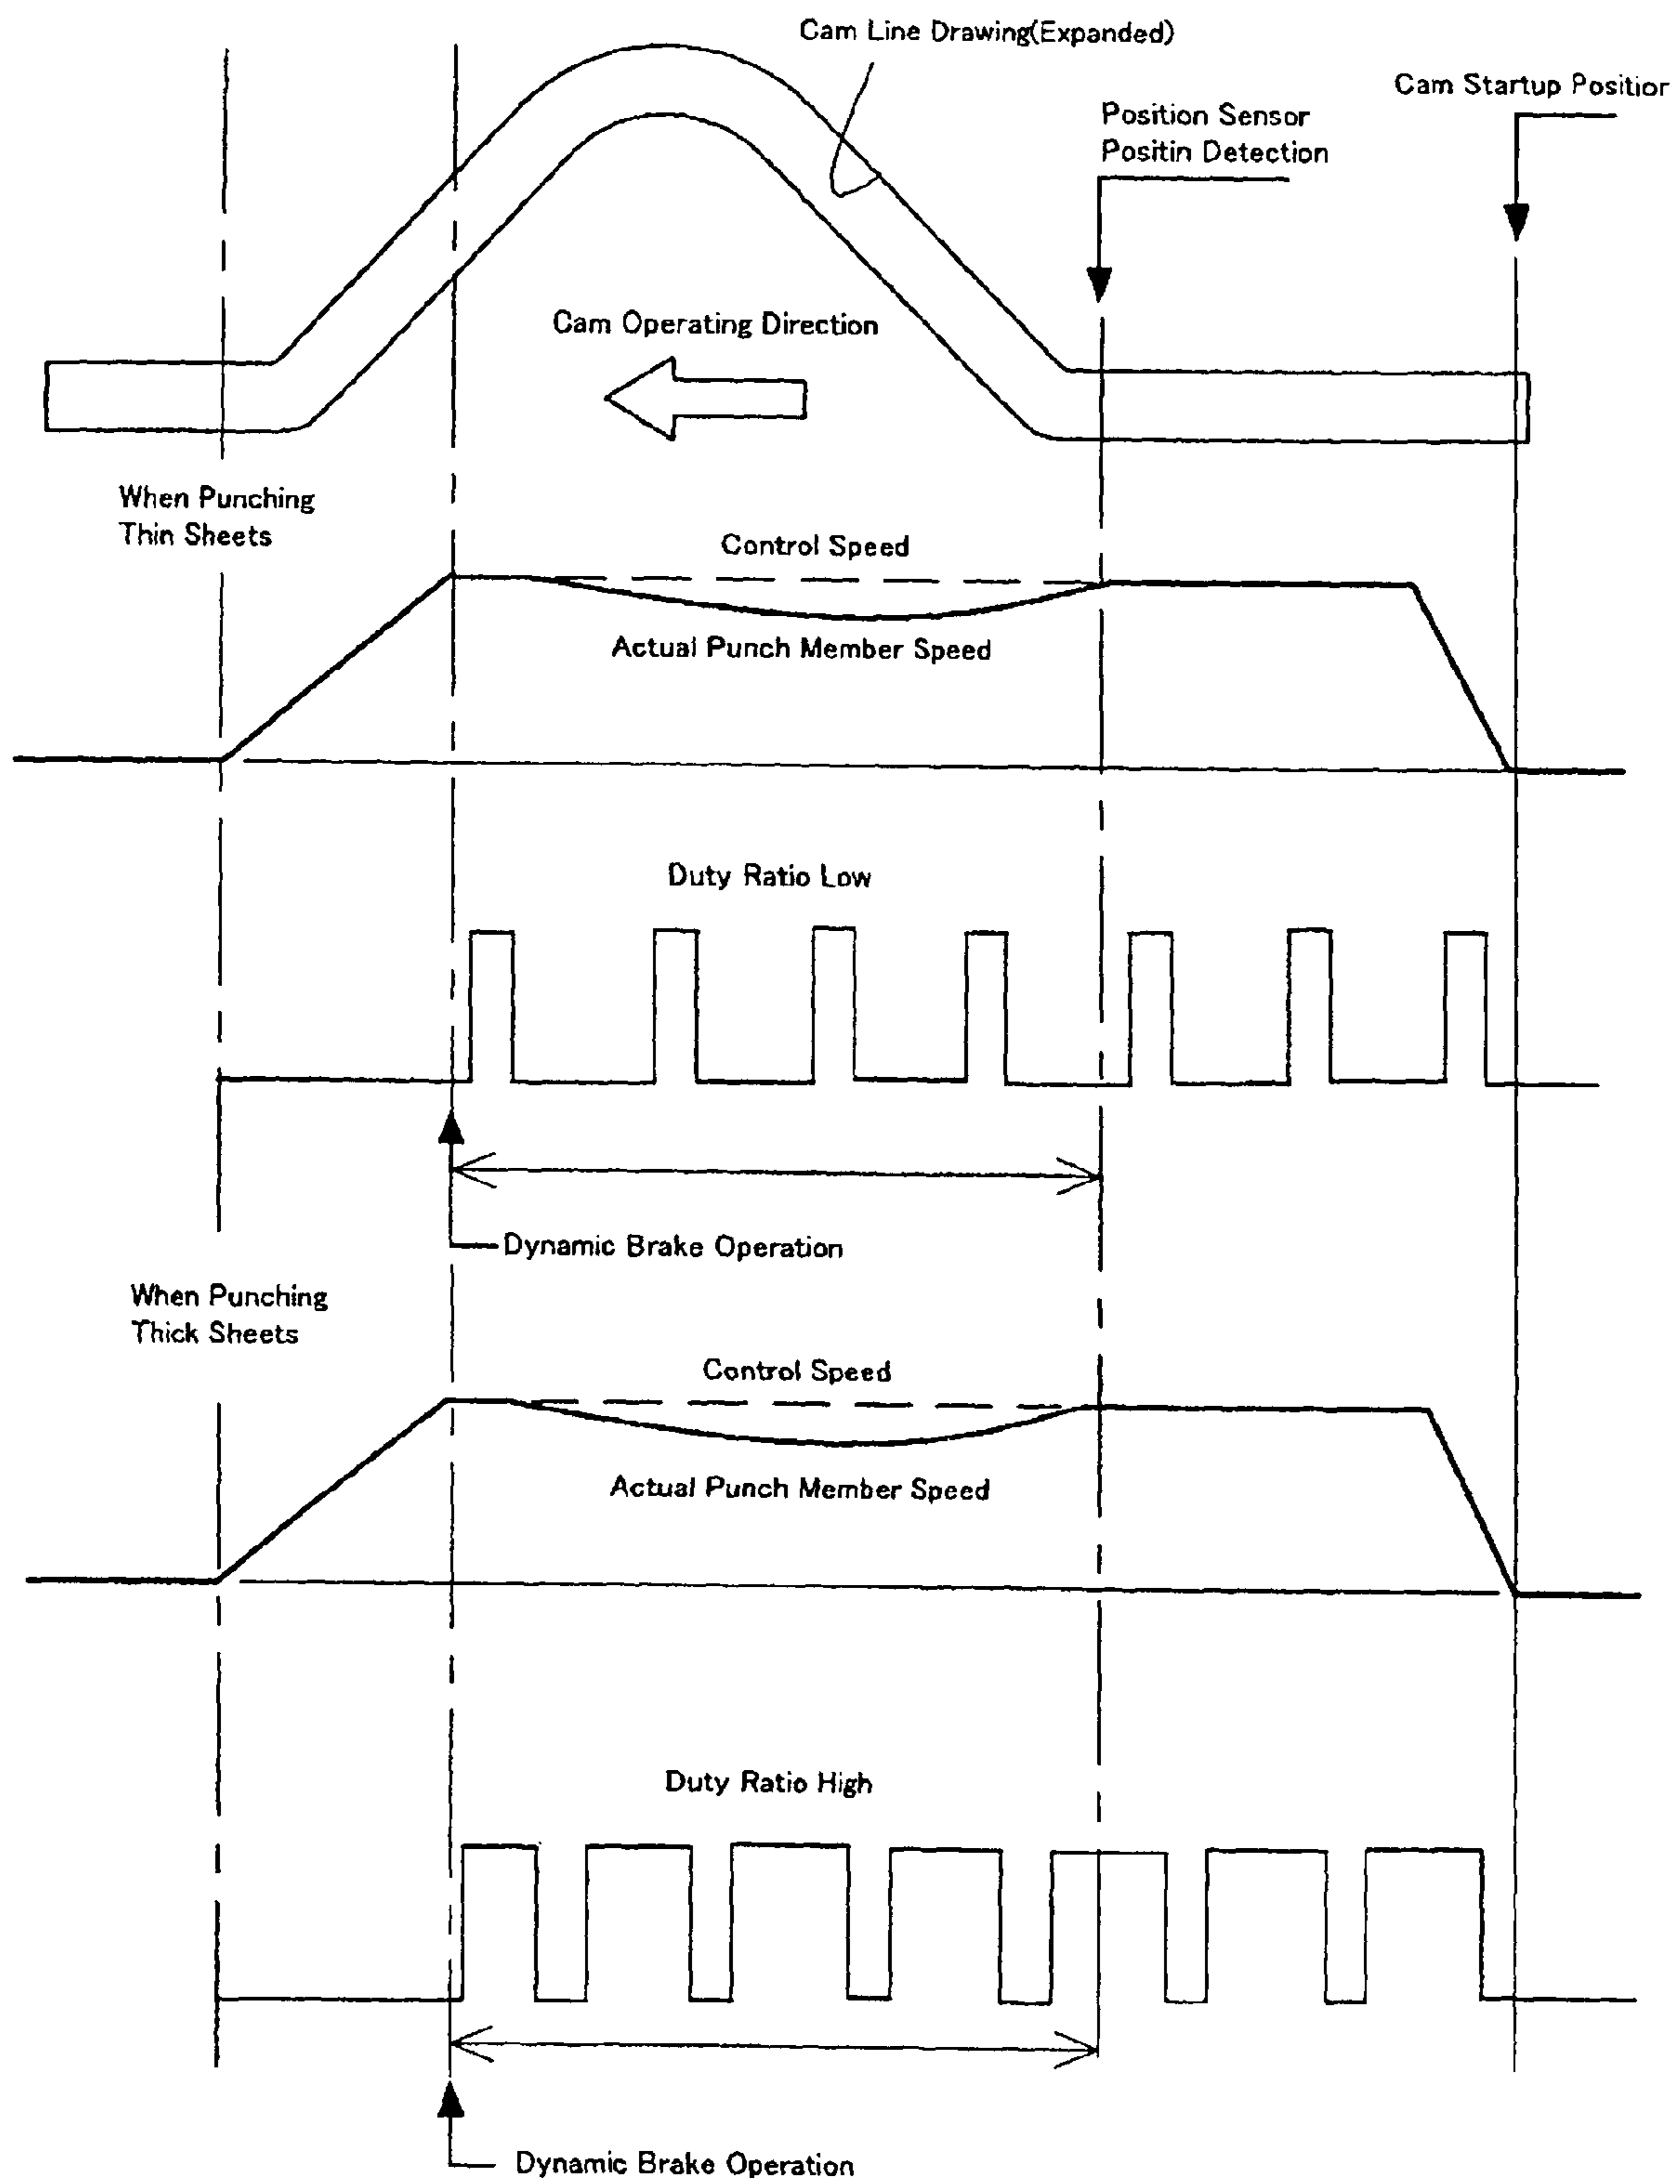 Cam Line Drawing(Expanded)
Cam Startup Positior
Position Sensor
Positin Detection
Cam Operating Direction
When Punching
Thin Sheets
Control Speed
Actual Punch Member Speed
Duty Ratio Low
Dynamic Brake Operation
When Punching
Thick Sheets
Control Speed
Actual Punch Member Speed
Duty Ratio High
Dynamic Brake Operation